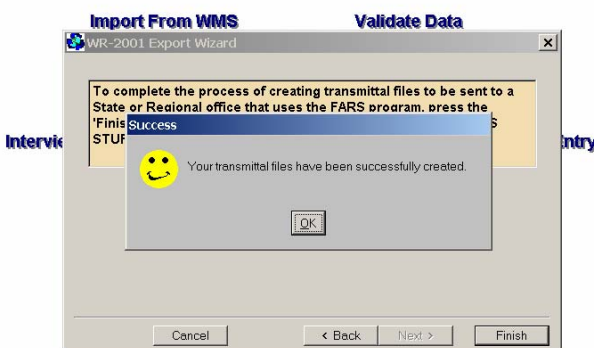 Import From WMS Validate Data
WR-2001 Export Wizard
To complete the process of creating transmittal files to be sent to a
State or Regional office that uses the FARS program, press the
'Finis S
STUF
Success
Your transmittal files have been successfully created.
OK
Intervie ntry
Cancel < Back Next > Finish